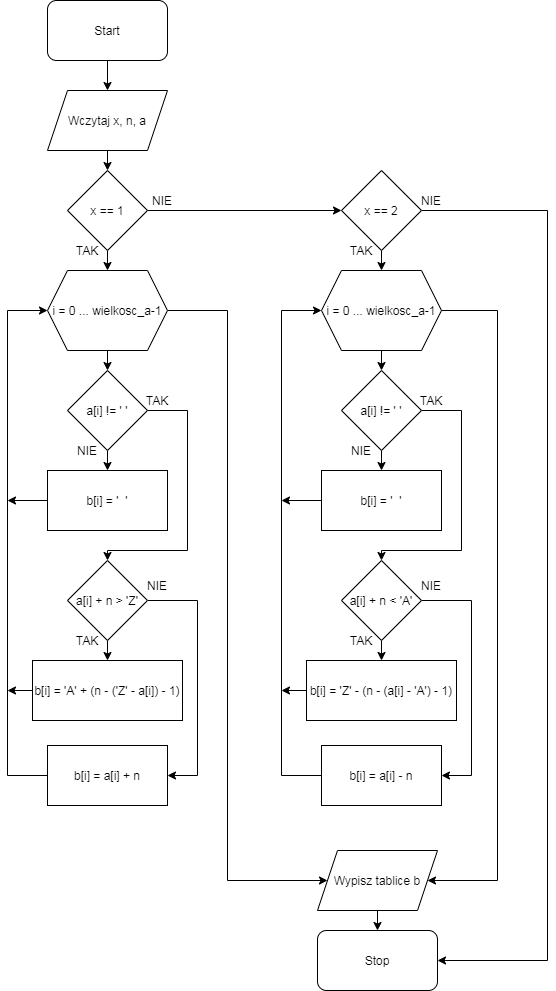 Start
Wczytaj x, n, a
x == 1
NIE
x == 2
NIE
TAK
TAK
i = 0 ... wielkosc_a-1
i = 0 ... wielkosc_a-1
a[i] != ' '
TAK
a[i] != ' '
TAK
NIE
NIE
b[i] = '  '
b[i] = '  '
a[i] + n > 'Z'
NIE
a[i] + n < 'A'
NIE
TAK
TAK
b[i] = 'A' + (n - ('Z' - a[i]) - 1)
b[i] = 'Z' - (n - (a[i] - 'A') - 1)
b[i] = a[i] + n
b[i] = a[i] - n
Wypisz tablice b
Stop